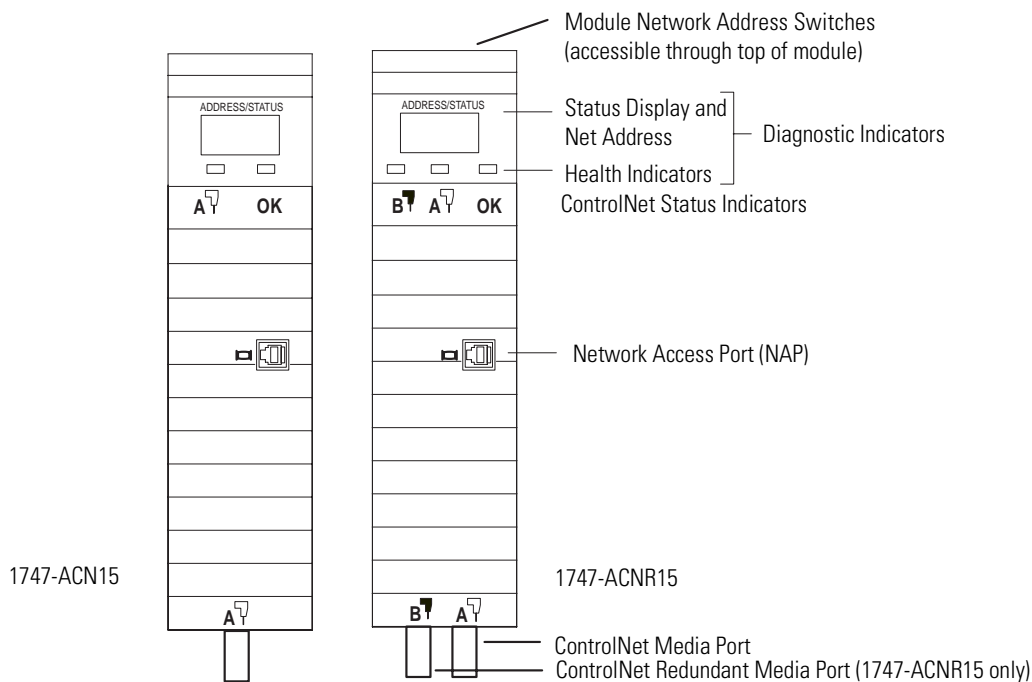 Module Network Address Switches
(accessible through top of module)
ADDRESS/STATUS
ADDRESS/STATUS
Status Display and
Net Address
Diagnostic Indicators
Health Indicators
A OK
B A OK
ControlNet Status Indicators
Network Access Port (NAP)
1747-ACN15
1747-ACNR15
A
B A
ControlNet Media Port
ControlNet Redundant Media Port (1747-ACNR15 only)